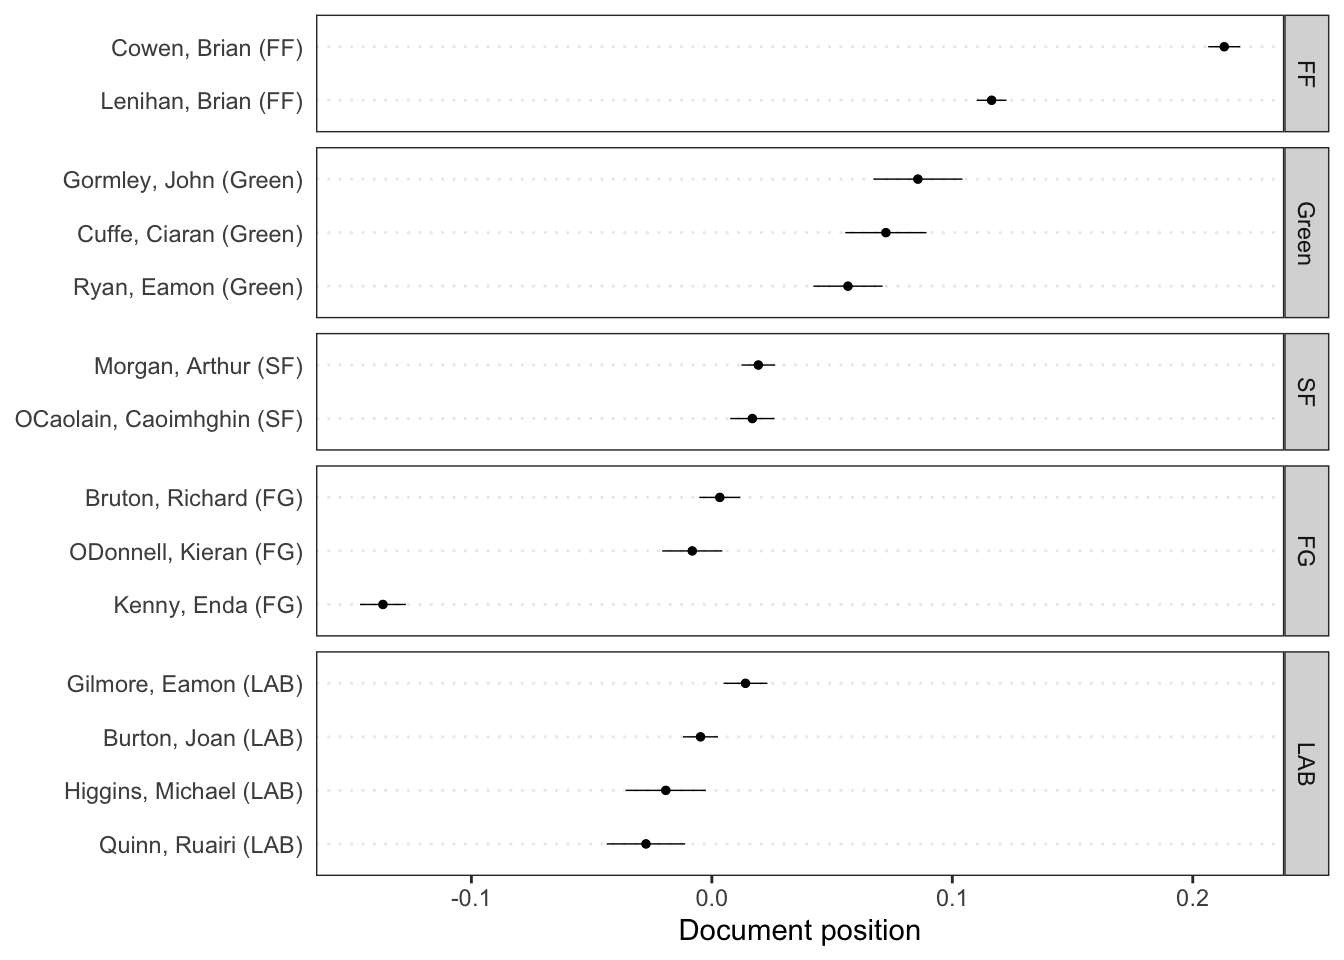 Cowen, Brian (FF)
Lenihan, Brian (FF)
FF
Gormley, John (Green)
Cuffe, Ciaran (Green)
Ryan, Eamon (Green)
Green
Morgan, Arthur (SF)
OCaolain, Caoimhghin (SF)
SF
Bruton, Richard (FG)
ODonnell, Kieran (FG)
Kenny, Enda (FG)
FG
Gilmore, Eamon (LAB)
Burton, Joan (LAB)
Higgins, Michael (LAB)
Quinn, Ruairi (LAB)
LAB
-0.1 0.0 0.1 0.2
Document position